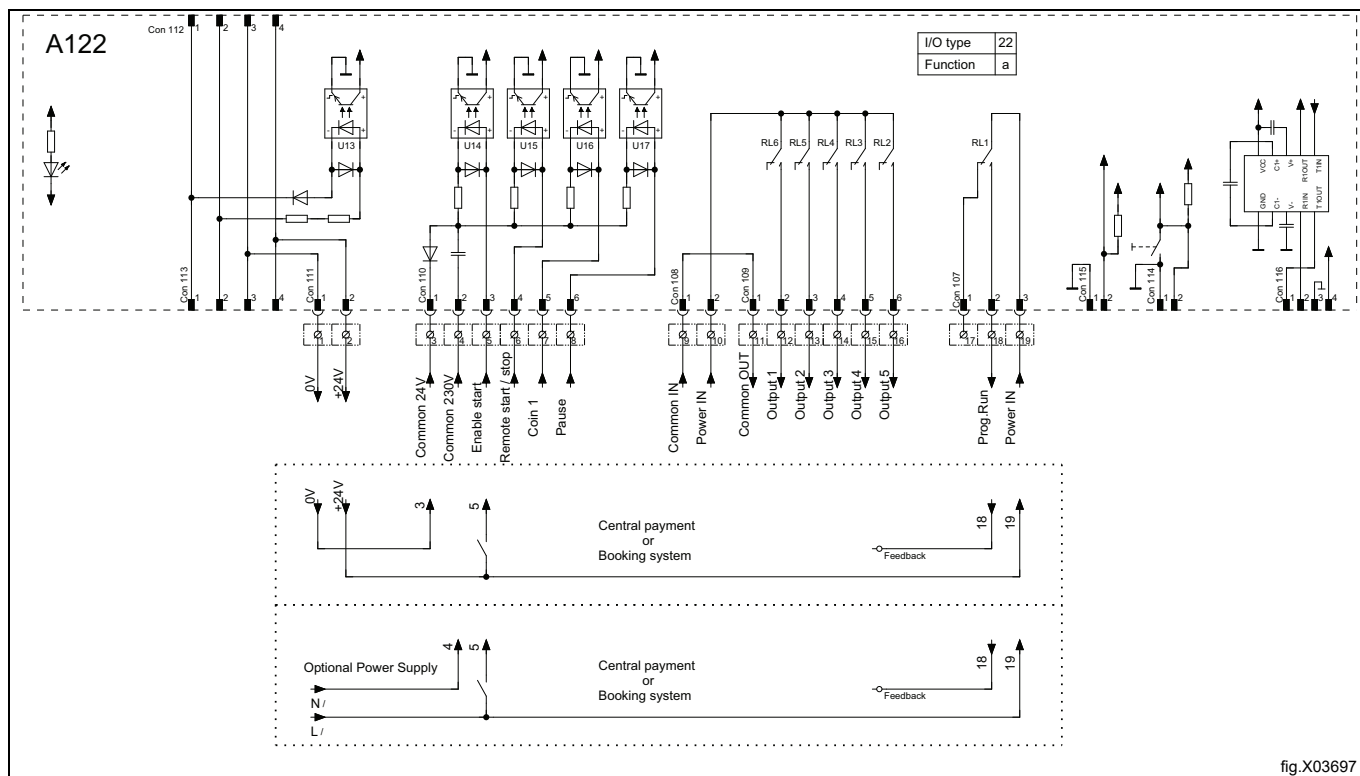 A122
Con 112 1 2 3 4
I/O type 22
Function a
- +
- +
- +
- +
- +
U13 U14 U15 U16 U17
RL6 RL5 RL4 RL3 RL2
RL1
VCC C1+ V+ R1OUT T1IN
GND C1- V- R1IN T1OUT
Con 113 1 2 3 4
Con 111 1 2
Con 110 1 2 3 4 5 6
Con 108 1 2
Con 109 1 2 3 4 5 6
Con 107 1 2 3
Con 115 1 2
Con 114 1 2
Con 116 1 2 3 4
1 2 3 4 5 6 7 8 9 10 11 12 13 14 15 16 17 18 19
0V
+24V
Common 24V
Common 230V
Enable start
Remote start / stop
Coin 1
Pause
Common IN
Power IN
Common OUT
Output 1
Output 2
Output 3
Output 4
Output 5
Prog.Run
Power IN
0V
+24V
3
5
Central payment
or
Booking system
Feedback
18
19
Optional Power Supply
N /
L /
4
5
Central payment
or
Booking system
Feedback
18
19
fig.X03697